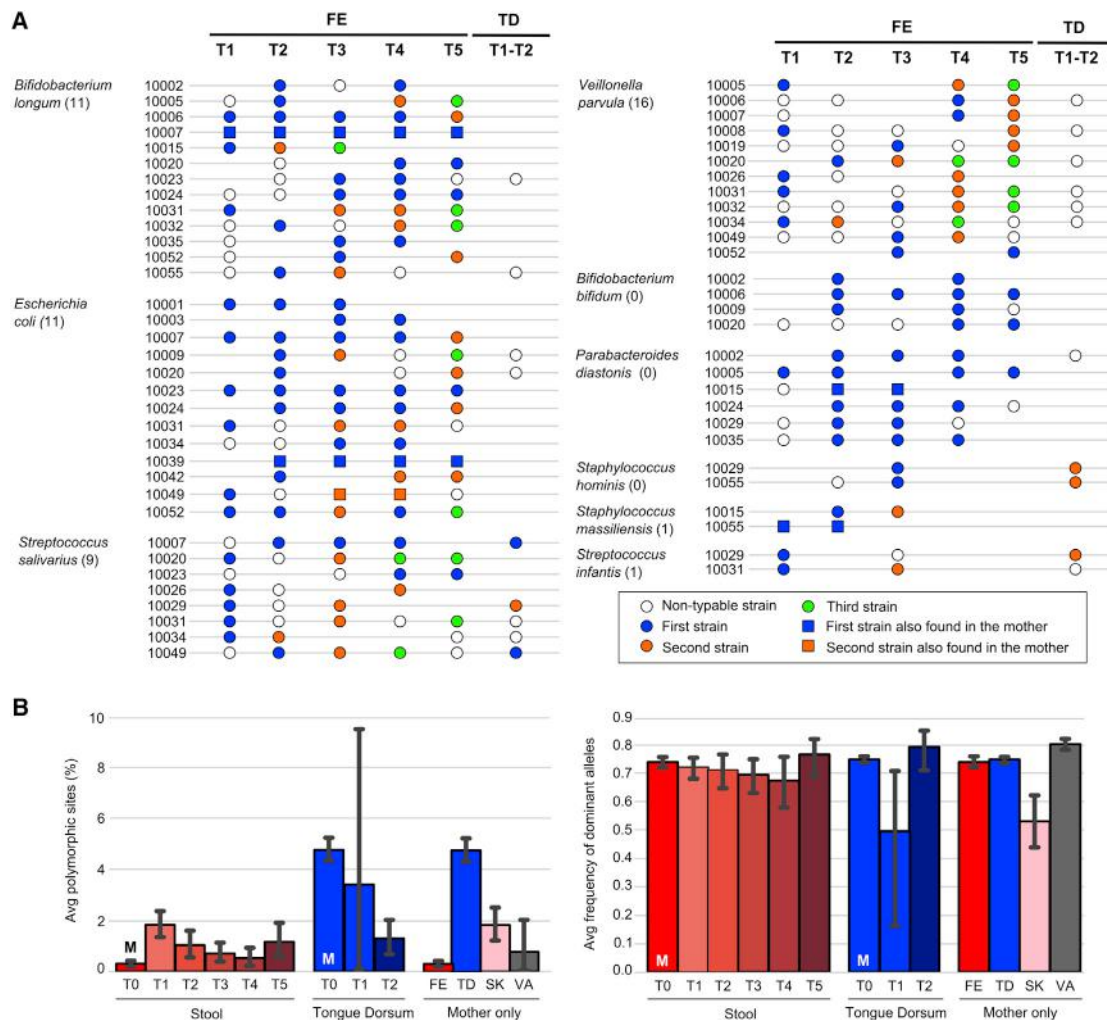 A
FE TD
T1 T2 T3 T4 T5 T1-T2
Bifidobacterium
longum (11)
10002
10005
10006
10007
10015
10020
10023
10024
10031
10032
10035
10052
10055
Escherichia
coli (11)
10001
10003
10007
10009
10020
10023
10024
10031
10034
10039
10042
10049
10052
Streptococcus
salivarius (9)
10007
10020
10023
10026
10029
10031
10034
10049
FE TD
T1 T2 T3 T4 T5 T1-T2
Veillonella
parvula (16)
10005
10006
10007
10008
10019
10020
10026
10031
10032
10034
10049
10052
Bifidobacterium
bifidum (0)
10002
10006
10009
10020
Parabacteroides
diastonis (0)
10002
10005
10015
10024
10029
10035
Staphylococcus
hominis (0)
10029
10055
Staphylococcus
massiliensis (1)
10015
10055
Streptococcus
infantis (1)
10029
10031
Non-typable strain
First strain
Second strain
Third strain
First strain also found in the mother
Second strain also found in the mother
B
Avg polymorphic sites (%)
10
8
6
4
2
0
M
M
T0 T1 T2 T3 T4 T5 T0 T1 T2 FE TD SK VA
Stool Tongue Dorsum Mother only
Avg frequency of dominant alleles
0.9
0.8
0.7
0.6
0.5
0.4
0.3
0.2
0.1
0.0
M
M
T0 T1 T2 T3 T4 T5 T0 T1 T2 FE TD SK VA
Stool Tongue Dorsum Mother only